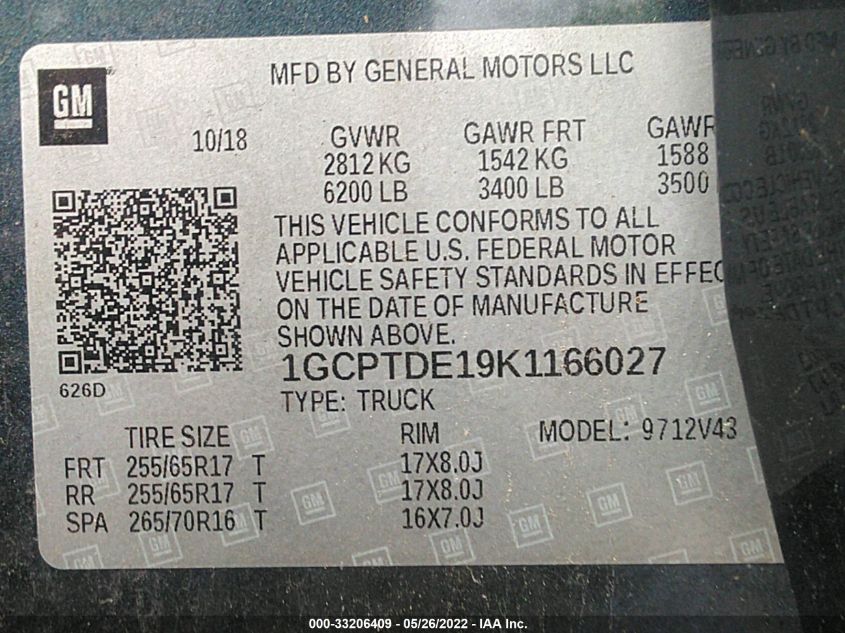 GM
MFD BY GENERAL MOTORS LLC
10/18 GVWR GAWR FRT GAWR
2812 KG 1542 KG 1588
6200 LB 3400 LB 3500
THIS VEHICLE CONFORMS TO ALL
APPLICABLE U.S. FEDERAL MOTOR
VEHICLE SAFETY STANDARDS IN EFFEC
ON THE DATE OF MANUFACTURE
SHOWN ABOVE.
626D
1GCPTDE19K1166027
TYPE: TRUCK
TIRE SIZE RIM MODEL: 9712V43
FRT 255/65R17 T 17X8.0J
RR 255/65R17 T 17X8.0J
SPA 265/70R16 T 16X7.0J
000-33206409 - 05/26/2022 - IAA Inc.